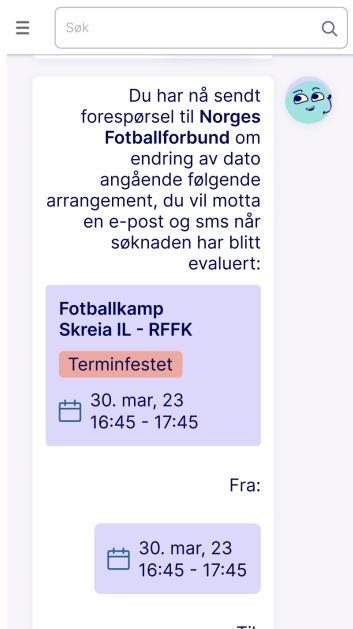 Søk
Du har nå sendt
forespørsel til Norges
Fotballforbund om
endring av dato
angående følgende
arrangement, du vil motta
en e-post og sms når
søknaden har blitt
evaluert:
Fotballkamp
Skreia IL - RFFK
Terminfestet
30. mar, 23
16:45 - 17:45
Fra:
30. mar, 23
16:45 - 17:45